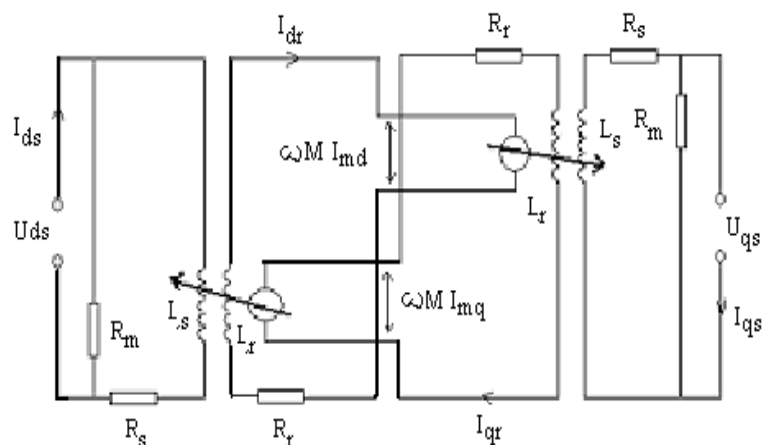 I_dr
R_r
R_s
I_ds
ωM I_md
L_s
R_m
L_r
Uds
U_qs
ωM I_mq
L_s
L_r
R_m
I_qs
R_s
R_r
I_qr